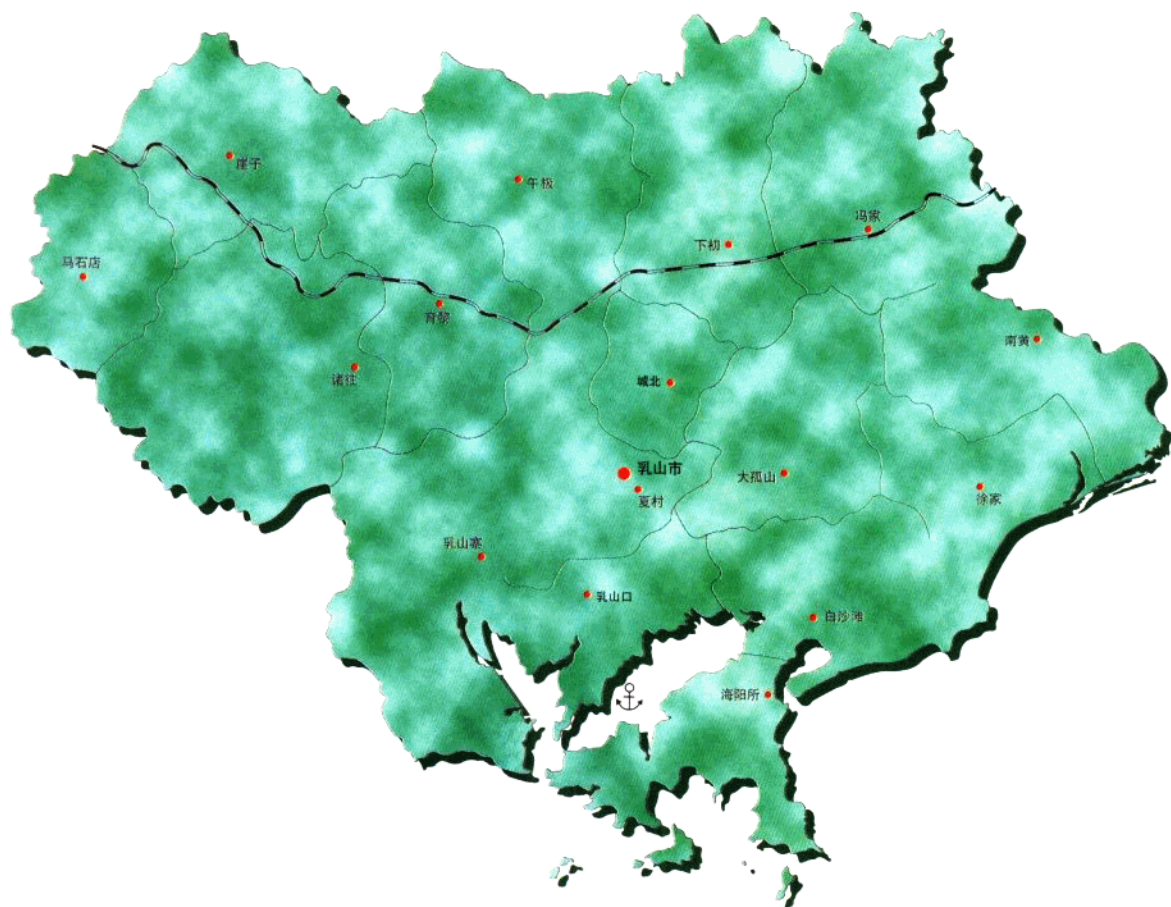 崖子
午极
冯家
下初
马石店
育黎
南黄
诸往
城北
乳山市
大孤山
徐家
夏村
乳山寨
乳山口
白沙滩
海阳所